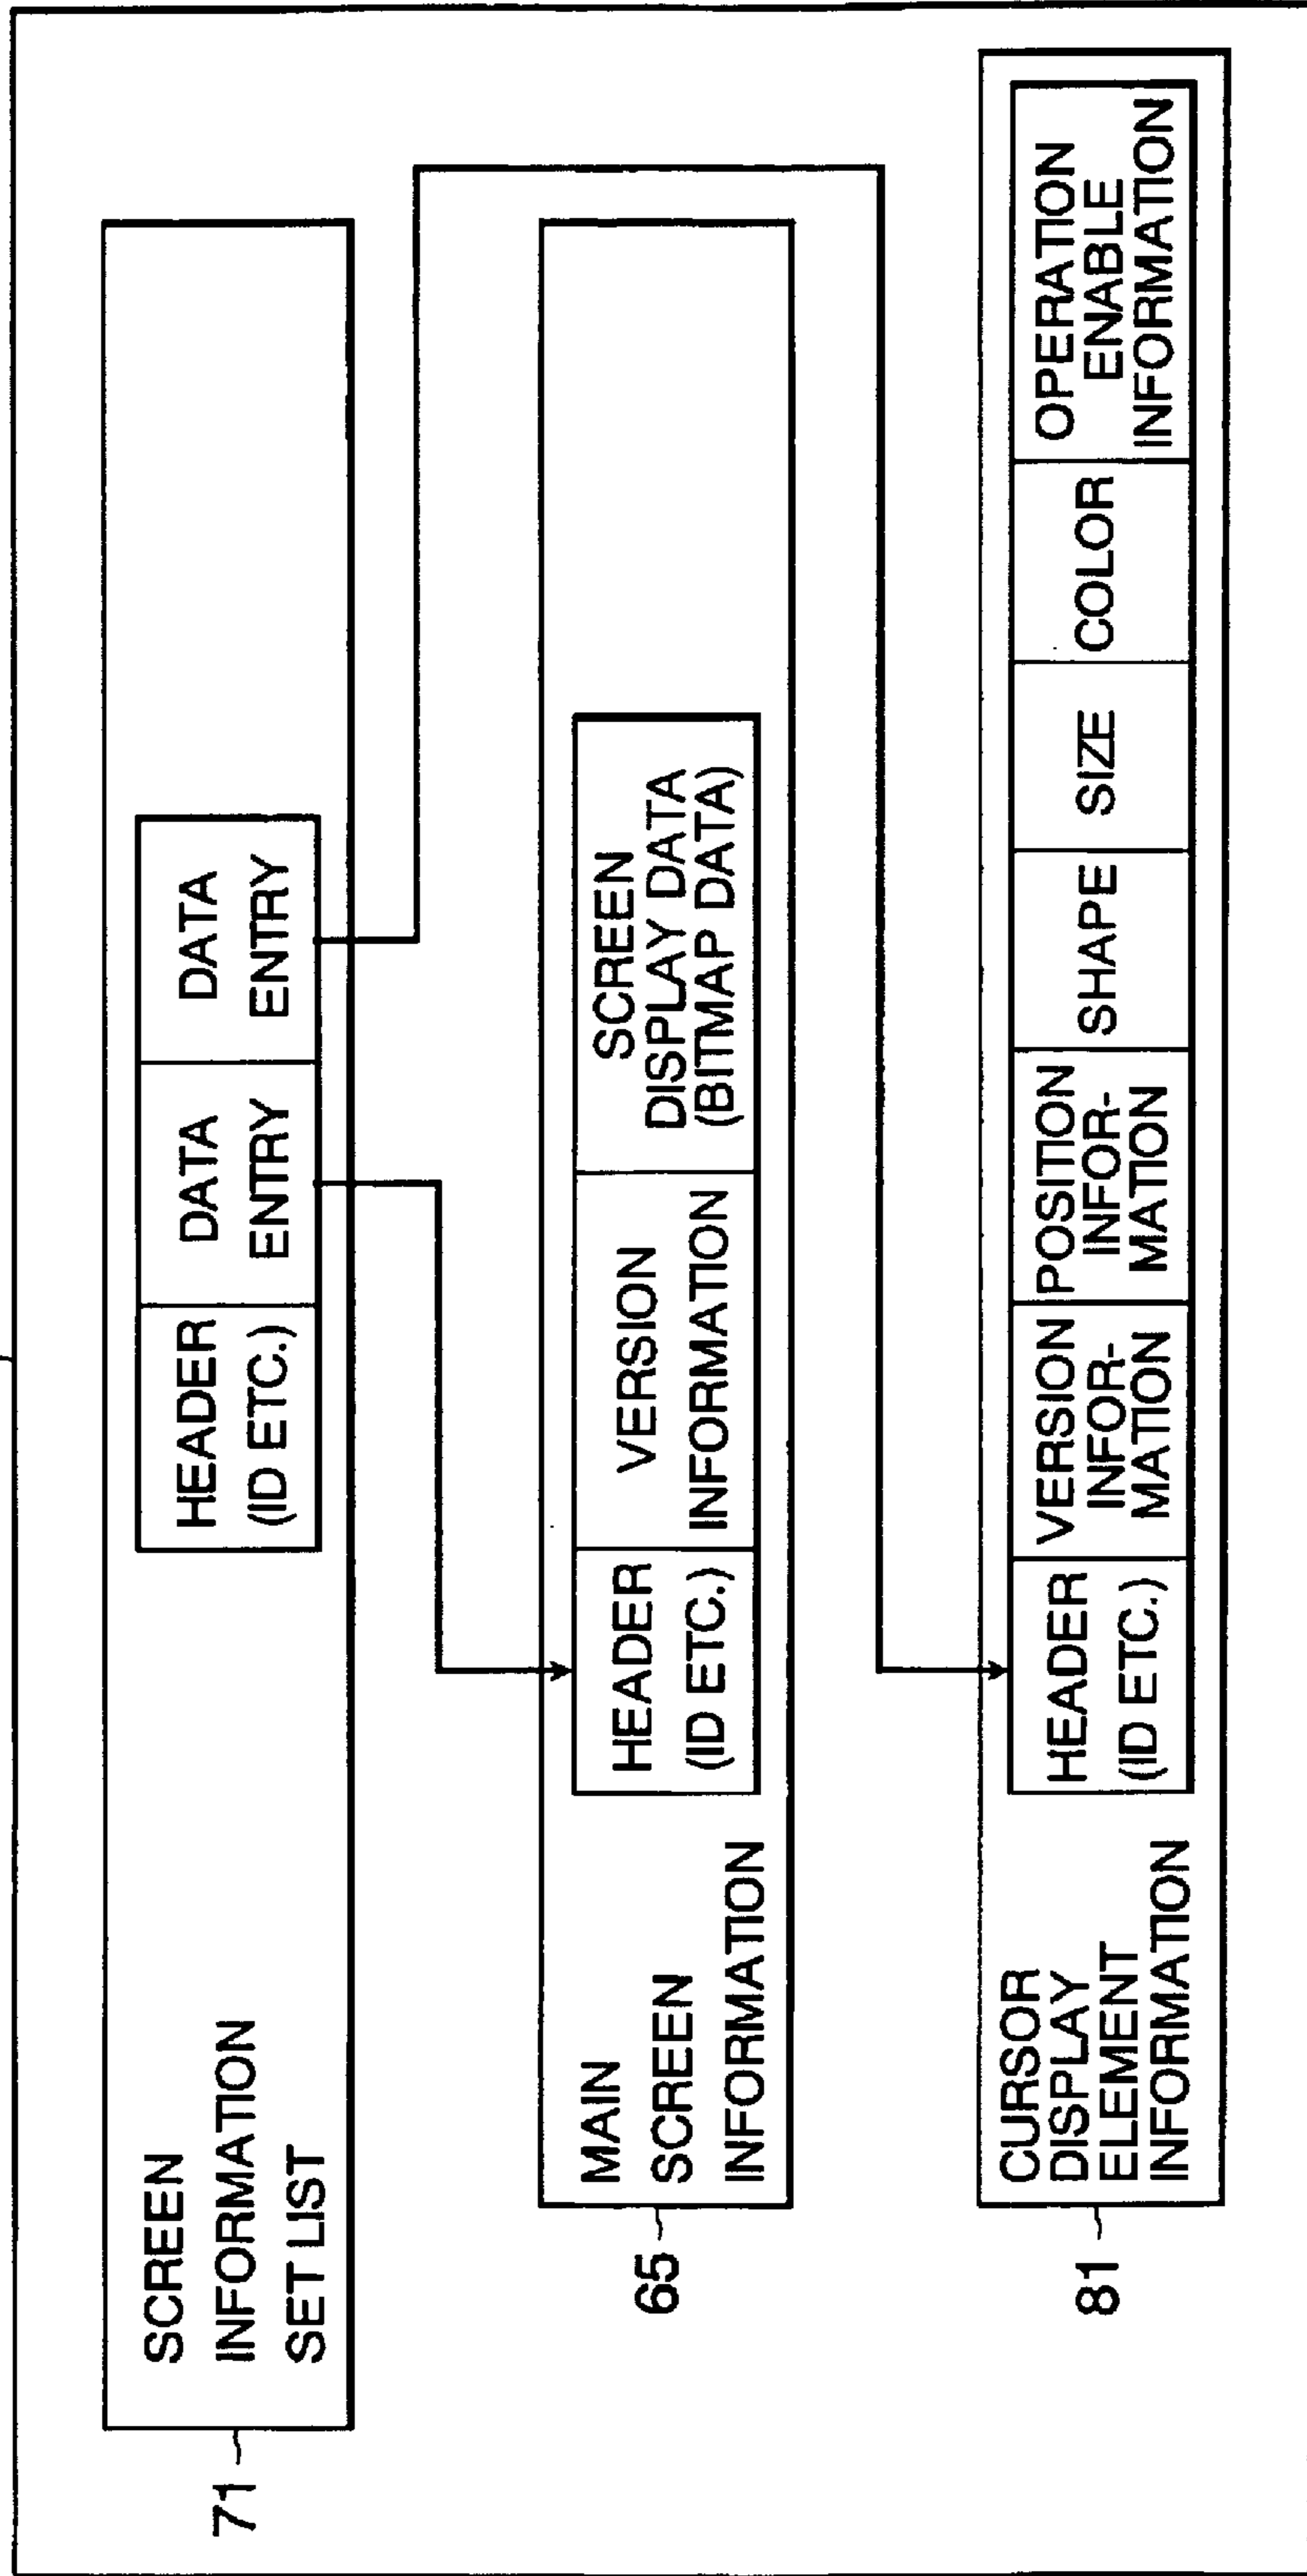 71
SCREEN
INFORMATION
SET LIST
HEADER
(ID ETC.)
DATA
ENTRY
DATA
ENTRY
65
MAIN
SCREEN
INFORMATION
HEADER
(ID ETC.)
VERSION
INFORMATION
SCREEN
DISPLAY DATA
(BITMAP DATA)
81
CURSOR
DISPLAY
ELEMENT
INFORMATION
HEADER
(ID ETC.)
VERSION
INFOR-
MATION
POSITION
INFOR-
MATION
SHAPE
SIZE
COLOR
OPERATION
ENABLE
INFORMATION